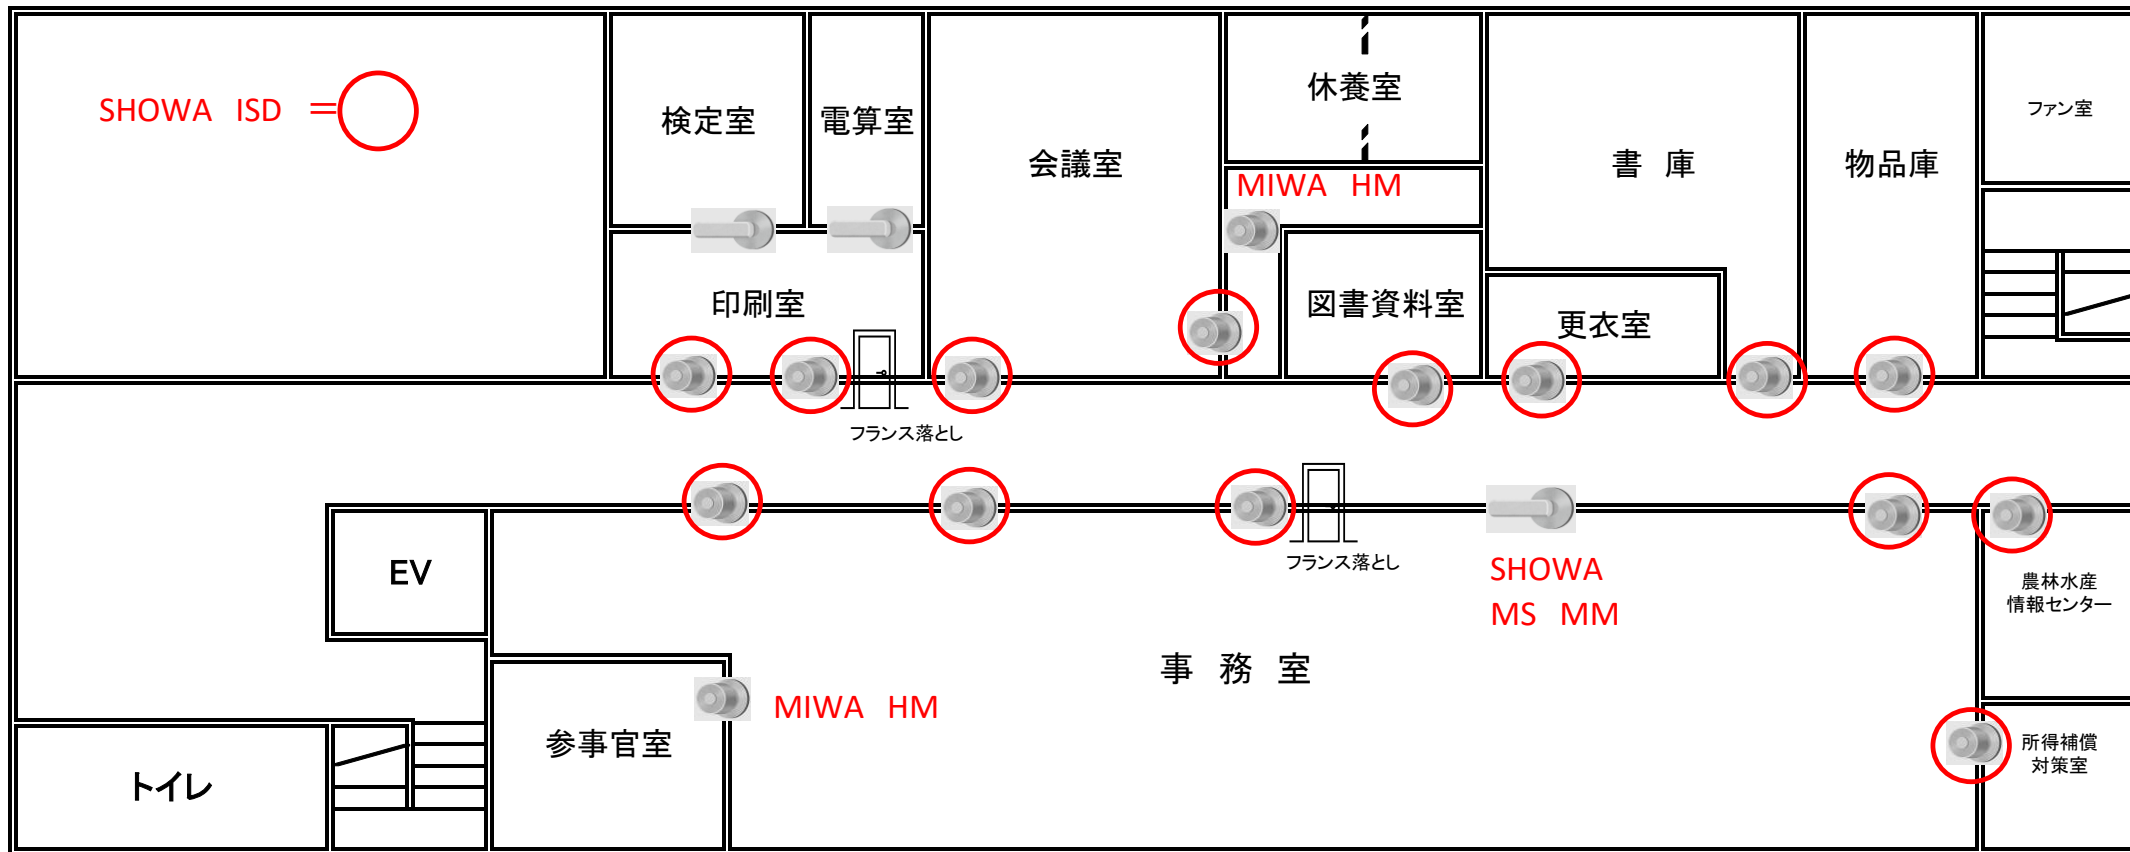 SHOWA ISD =
検定室
電算室
会議室
休養室
書 庫
物品庫
ファン室
MIWA HM
印刷室
図書資料室
更衣室
フランス落とし
フランス落とし
EV
SHOWA
MS MM
農林水産
情報センター
事 務 室
MIWA HM
参事官室
所得補償
対策室
トイレ